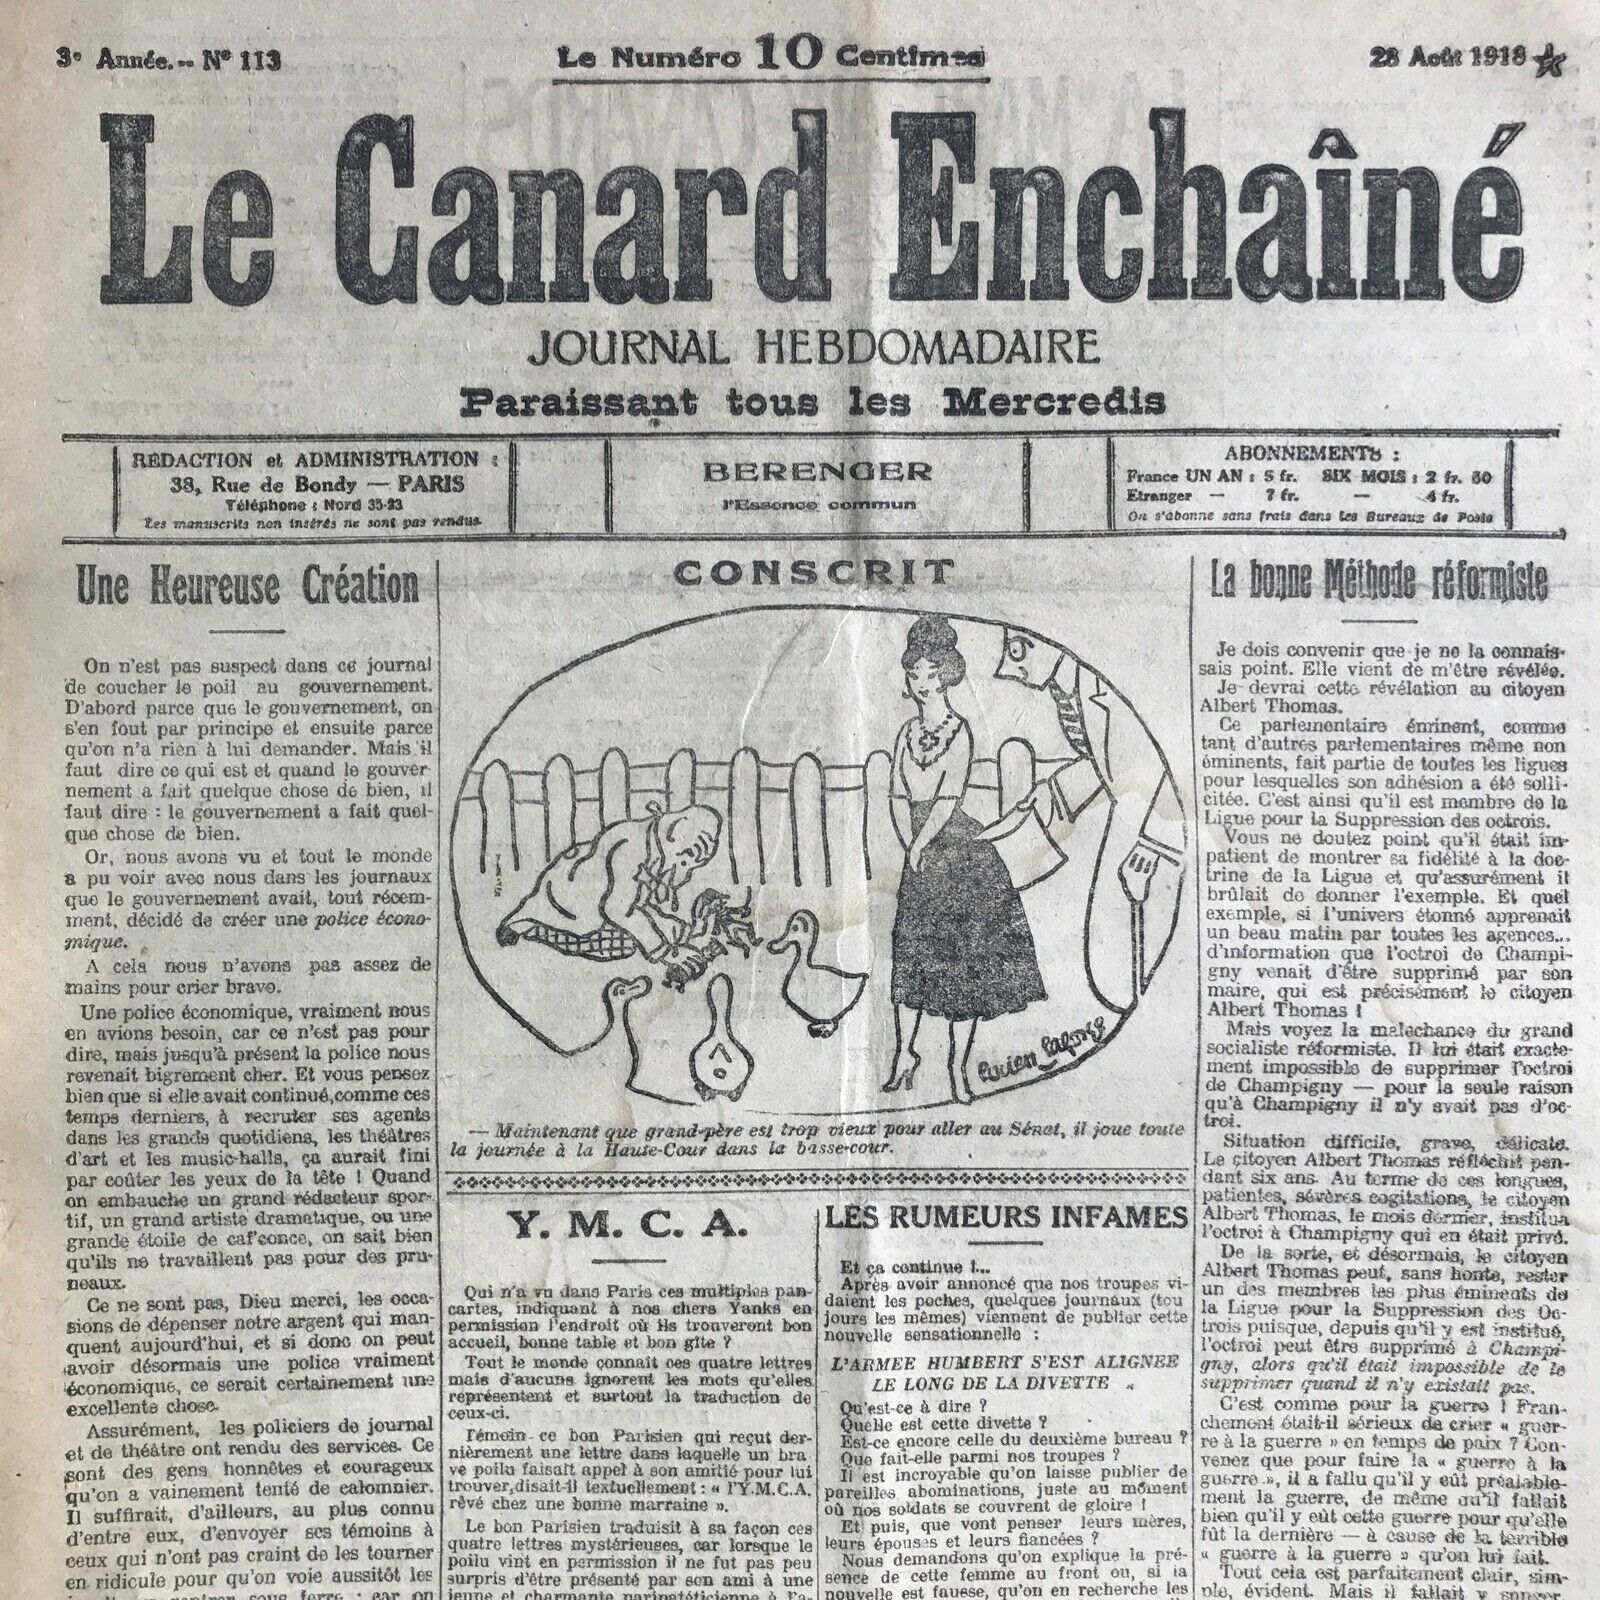 3e Année. -- N° 113
Le Numéro 10 Centimes
28 Août 1918
Le Canard Enchaîné
JOURNAL HEBDOMADAIRE
Paraissant tous les Mercredis
REDACTION et ADMINISTRATION :
38, Rue de Bondy — PARIS
Téléphone : Nord 35-23
Les manuscrits non insérés ne sont pas rendus.
BERENGER
l'Essence commun
ABONNEMENTS :
France UN AN : 5 fr. SIX MOIS : 2 fr. 50
Etranger — 7 fr. — 4 fr.
On s'abonne sans frais dans les Bureaux de Poste
Une Heureuse Création
On n'est pas suspect dans ce journal
de coucher le poil au gouvernement.
D'abord parce que le gouvernement, on
s'en fout par principe et ensuite parce
qu'on n'a rien à lui demander. Mais il
faut dire ce qui est et quand le gouver-
nement a fait quelque chose de bien, il
faut dire : le gouvernement a fait quel-
que chose de bien.
Or, nous avons vu et tout le monde
a pu voir avec nous dans les journaux
que le gouvernement avait, tout récem-
ment, décidé de créer une police écono-
mique.
A cela nous n'avons pas assez de
mains pour crier bravo.
Une police économique, vraiment nous
en avions besoin, car ce n'est pas pour
dire, mais jusqu'à présent la police nous
revenait bigrement cher. Et vous pensez
bien que si elle avait continué, comme ces
temps derniers, à recruter ses agents
dans les grands quotidiens, les théâtres
d'art et les music-halls, ça aurait fini
par coûter les yeux de la tête ! Quand
on embauche un grand rédacteur spor-
tif, un grand artiste dramatique, ou une
grande étoile de caf'conce, on sait bien
qu'ils ne travaillent pas pour des pru-
neaux.
Ce ne sont pas, Dieu merci, les occa-
sions de dépenser notre argent qui man-
quent aujourd'hui, et si donc on peut
avoir désormais une police vraiment
économique, ce serait certainement une
excellente chose.
Assurément, les policiers de journal
et de théâtre ont rendu des services. Ce
sont des gens honnêtes et courageux
qu'on a vainement tenté de calomnier.
Il suffirait, d'ailleurs, au plus connu
d'entre eux, d'envoyer ses témoins à
ceux qui n'ont pas craint de les tourner
en ridicule pour qu'on voie aussitôt les
CONSCRIT
Lucien Laforge
— Maintenant que grand-père est trop vieux pour aller au Sénat, il joue toute
la journée à la Haute-Cour dans la basse-cour.
Y. M. C. A.
Qui n'a vu dans Paris ces multiples pan-
cartes, indiquant à nos chers Yanks en
permission l'endroit où ils trouveront bon
accueil, bonne table et bon gîte ?
Tout le monde connaît ces quatre lettres
mais d'aucuns ignorent les mots qu'elles
représentent et surtout la traduction de
ceux-ci.
Témoin ce bon Parisien qui reçut der-
nièrement une lettre dans laquelle un bra
ve poilu faisait appel à son amitié pour lui
trouver, disait-il textuellement : « l'Y.M.C.A.
rêvé chez une bonne marraine ».
Le bon Parisien traduisit à sa façon ces
quatre lettres mystérieuses, car lorsque le
poilu vint en permission il ne fut pas peu
surpris d'être présenté par son ami à une
jeune et charmante péripatéticienne à l'a-
LES RUMEURS INFAMES
Et ça continue !...
Après avoir annoncé que nos troupes vi-
daient les poches, quelques journaux (tou
jours les mêmes) viennent de publier cette
nouvelle sensationnelle :
L'ARMEE HUMBERT S'EST ALIGNEE
LE LONG DE LA DIVETTE
Qu'est-ce à dire ?
Quelle est cette divette ?
Est-ce encore celle du deuxième bureau ?
Que fait-elle parmi nos troupes ?
Il est incroyable qu'on laisse publier de
pareilles abominations, juste au moment
où nos soldats se couvrent de gloire !
Et puis, que vont penser leurs mères,
leurs épouses et leurs fiancées ?
Nous demandons qu'on explique la pré-
sence de cette femme au front ou, si la
nouvelle est fausse, qu'on en recherche les
La bonne Méthode réformiste
Je dois convenir que je ne la connais-
sais point. Elle vient de m'être révélée.
Je devrai cette révélation au citoyen
Albert Thomas.
Ce parlementaire éminent, comme
tant d'autres parlementaires même non
éminents, fait partie de toutes les ligues
pour lesquelles son adhésion a été solli-
citée. C'est ainsi qu'il est membre de la
Ligue pour la Suppression des octrois.
Vous ne doutez point qu'il était im-
patient de montrer sa fidélité à la doc-
trine de la Ligue et qu'assurément il
brûlait de donner l'exemple. Et quel
exemple, si l'univers étonné apprenait
un beau matin par toutes les agences...
d'information que l'octroi de Champi-
gny venait d'être supprimé par son
maire, qui est précisément le citoyen
Albert Thomas !
Mais voyez la malechance du grand
socialiste réformiste. Il lui était exacte-
ment impossible de supprimer l'octroi
de Champigny — pour la seule raison
qu'à Champigny il n'y avait pas d'oc-
troi.
Situation difficile, grave, délicate.
Le citoyen Albert Thomas réfléchit pen-
dant six ans. Au terme de ces longues,
patientes, sévères cogitations, le citoyen
Albert Thomas, le mois dernier, institua
l'octroi à Champigny qui en était privé.
De la sorte, et désormais, le citoyen
Albert Thomas peut, sans honte, rester
un des membres les plus éminents de
la Ligue pour la Suppression des Oc-
trois puisque, depuis qu'il y est institué,
l'octroi peut être supprimé à Champi-
gny, alors qu'il était impossible de le
supprimer quand il n'y existait pas.
C'est comme pour la guerre ! Fran-
chement était-il sérieux de crier « guer-
re à la guerre » en temps de paix ? Con-
venez que pour faire la « guerre à la
guerre », il a fallu qu'il y eût préalable-
ment la guerre, de même qu'il fallait
bien qu'il y eût cette guerre pour qu'elle
fût la dernière — à cause de la terrible
« guerre à la guerre » qu'on lui fait.
Tout cela est parfaitement clair, sim-
ple, évident. Mais il fallait y songer